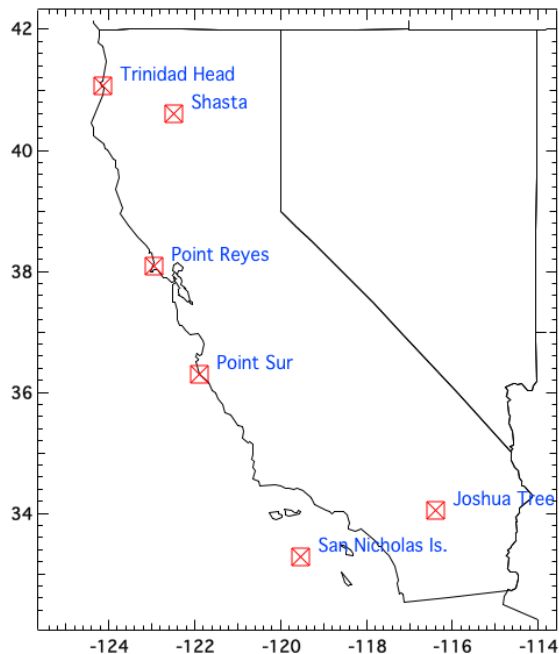 42
Trinidad Head
Shasta
40
Point Reyes
38
Point Sur
36
Joshua Tree
34
San Nicholas Is.
-124 -122 -120 -118 -116 -114